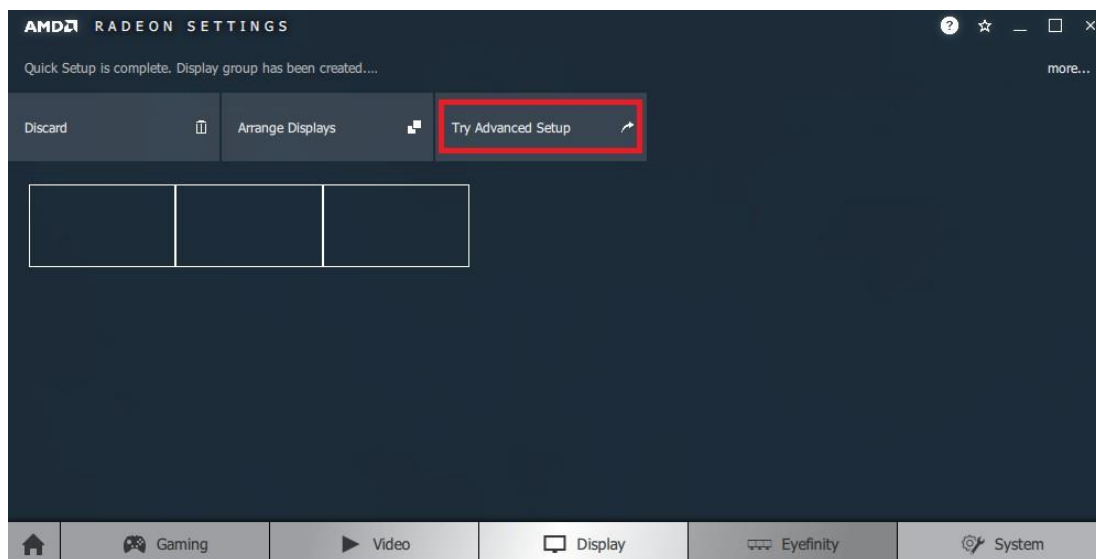 AMD RADEON SETTINGS
Quick Setup is complete. Display group has been created....
more...
Discard
Arrange Displays
Try Advanced Setup
Gaming
Video
Display
Eyefinity
System